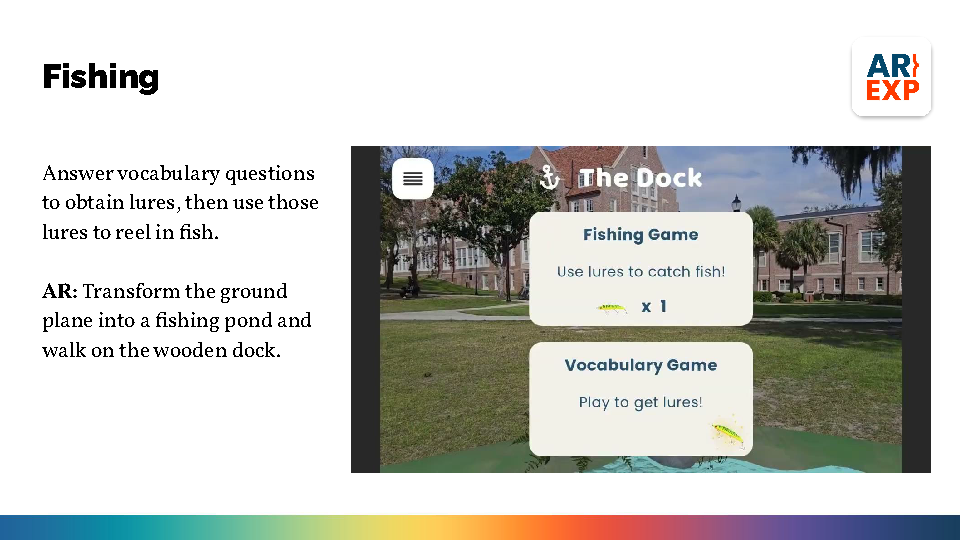 Fishing
AR}
EXP
Answer vocabulary questions
to obtain lures, then use those
lures to reel in fish.
AR: Transform the ground
plane into a fishing pond and
walk on the wooden dock.
The Dock
Fishing Game
Use lures to catch fish!
x 1
Vocabulary Game
Play to get lures!